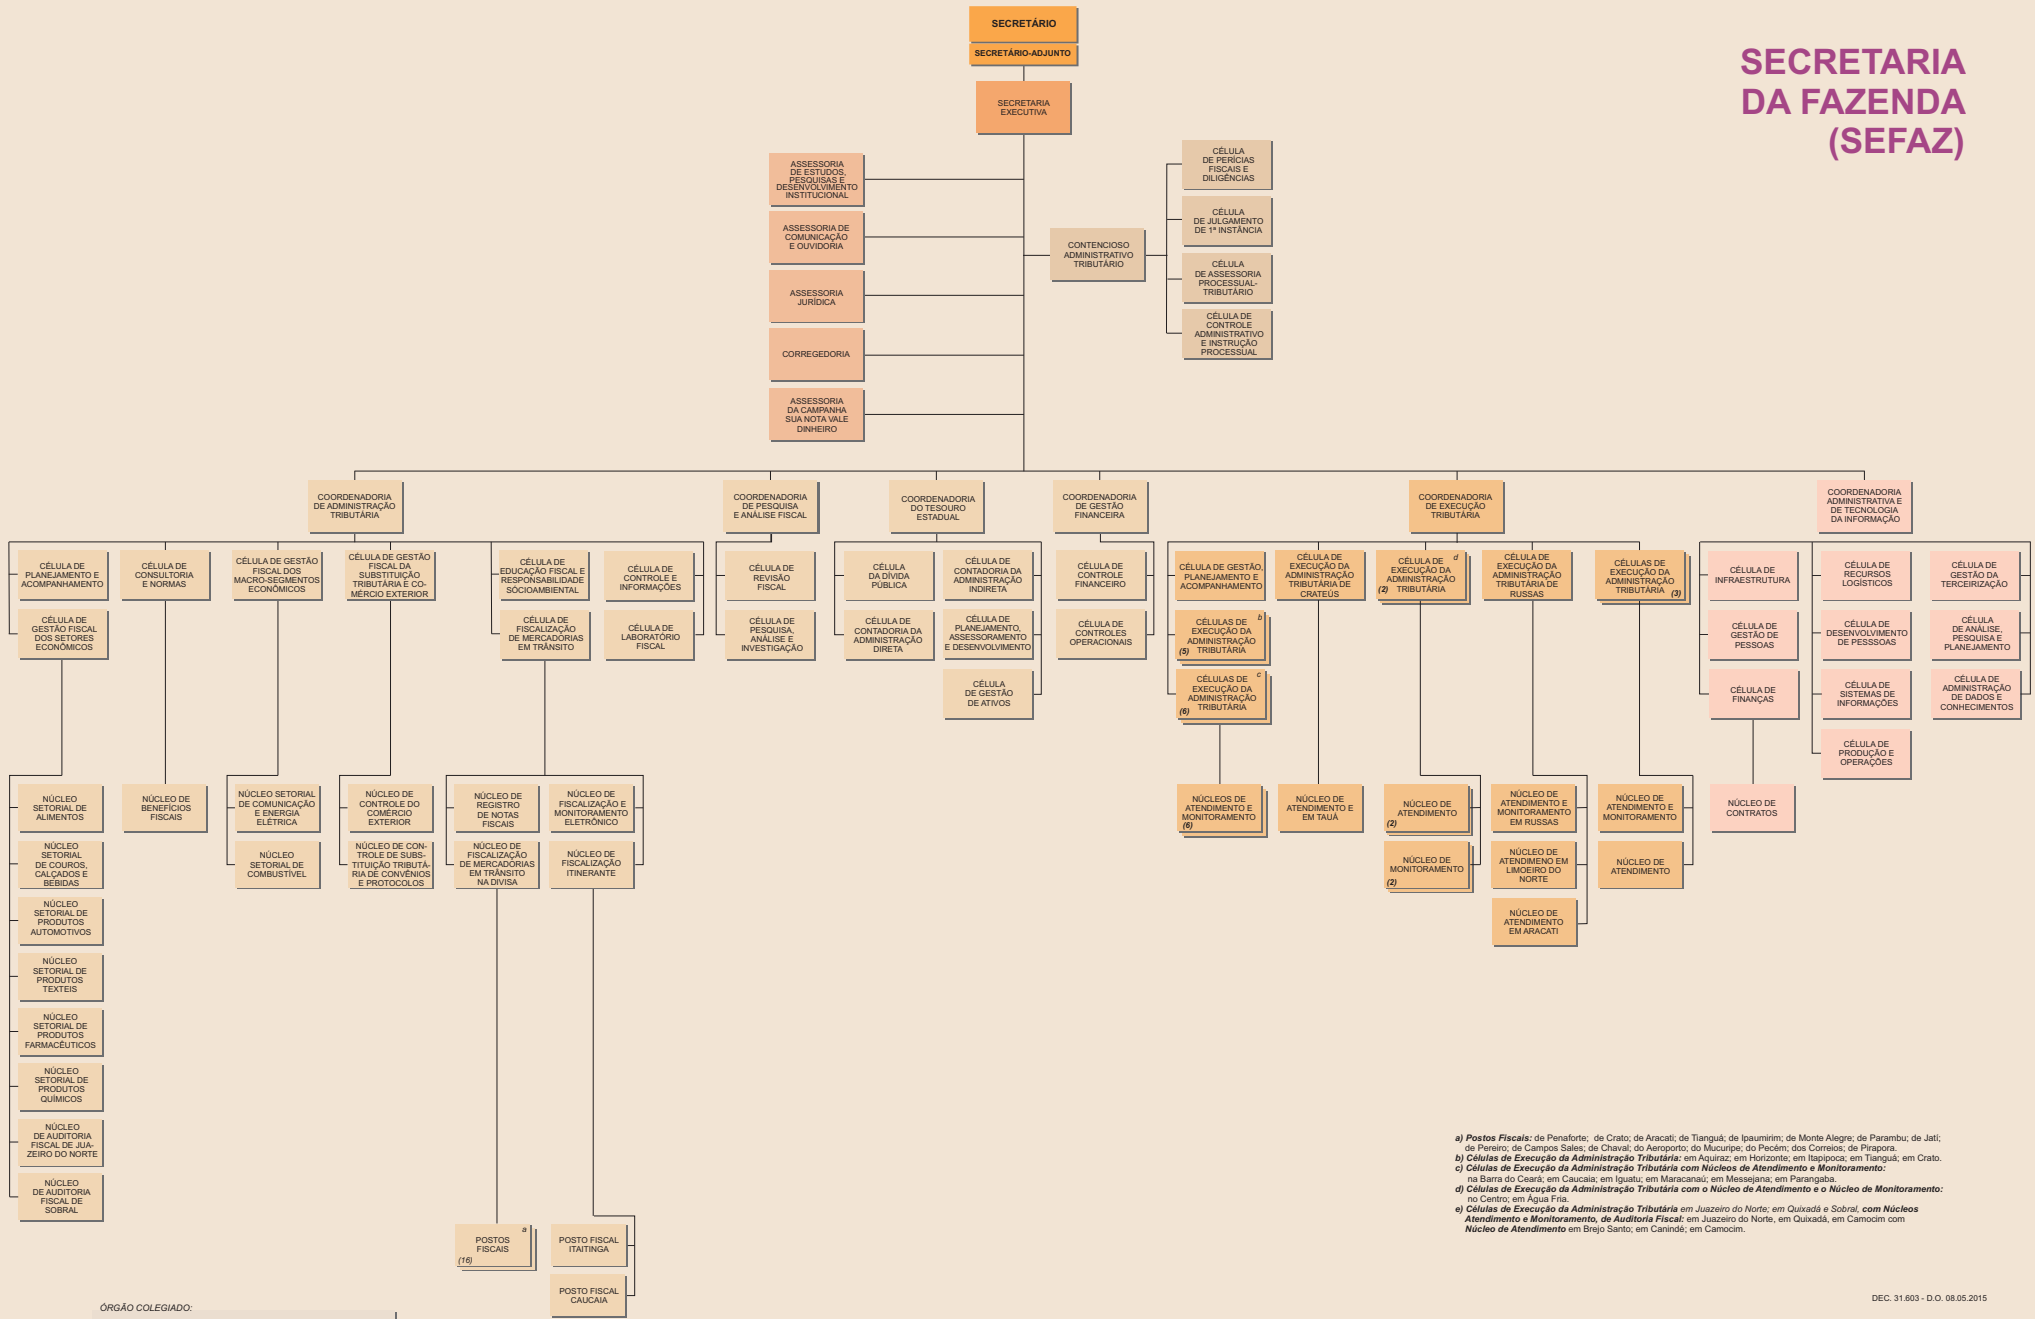 SECRETÁRIO
SECRETÁRIO-ADJUNTO
SECRETARIA
DA FAZENDA
(SEFAZ)
SECRETARIA
EXECUTIVA
ASSESSORIA
DE ESTUDOS,
PESQUISAS E
DESENVOLVIMENTO
INSTITUCIONAL
ASSESSORIA DE
COMUNICAÇÃO
E OUVIDORIA
ASSESSORIA
JURÍDICA
CORREGEDORIA
ASSESSORIA
DA CAMPANHA
SUA NOTA VALE
DINHEIRO
CONTENCIOSO
ADMINISTRATIVO
TRIBUTÁRIO
CÉLULA
DE PERÍCIAS
FISCAIS E
DILIGÊNCIAS
CÉLULA
DE JULGAMENTO
DE 1ª INSTÂNCIA
CÉLULA
DE ASSESSORIA
PROCESSUAL-
TRIBUTÁRIO
CÉLULA DE
CONTROLE
ADMINISTRATIVO
E INSTRUÇÃO
PROCESSUAL
COORDENADORIA
DE ADMINISTRAÇÃO
TRIBUTÁRIA
COORDENADORIA
DE PESQUISA
E ANÁLISE FISCAL
COORDENADORIA
DO TESOURO
ESTADUAL
COORDENADORIA
DE GESTÃO
FINANCEIRA
COORDENADORIA
DE EXECUÇÃO
TRIBUTÁRIA
COORDENADORIA
ADMINISTRATIVA E
DE TECNOLOGIA
DA INFORMAÇÃO
CÉLULA DE
PLANEJAMENTO E
ACOMPANHAMENTO
CÉLULA DE
CONSULTORIA
E NORMAS
CÉLULA DE GESTÃO
FISCAL DOS
MACRO-SEGMENTOS
ECONÔMICOS
CÉLULA DE GESTÃO
FISCAL DA
SUBSTITUIÇÃO
TRIBUTÁRIA E CO-
MÉRCIO EXTERIOR
CÉLULA DE
EDUCAÇÃO FISCAL E
RESPONSABILIDADE
SÓCIOAMBIENTAL
CÉLULA DE
CONTROLE E
INFORMAÇÕES
CÉLULA DE
REVISÃO
FISCAL
CÉLULA
DA DÍVIDA
PÚBLICA
CÉLULA DE
CONTADORIA DA
ADMINISTRAÇÃO
INDIRETA
CÉLULA DE
CONTROLE
FINANCEIRO
CÉLULA DE GESTÃO,
PLANEJAMENTO E
ACOMPANHAMENTO
CÉLULA DE
EXECUÇÃO DA
ADMINISTRAÇÃO
TRIBUTÁRIA DE
CRATEÚS
CÉLULA DE d
EXECUÇÃO DA
ADMINISTRAÇÃO
(2) TRIBUTÁRIA
CÉLULA DE
EXECUÇÃO DA
ADMINISTRAÇÃO
TRIBUTÁRIA DE
RUSSAS
CÉLULAS DE
EXECUÇÃO DA
ADMINISTRAÇÃO
TRIBUTÁRIA (3)
CÉLULA DE
INFRAESTRUTURA
CÉLULA DE
RECURSOS
LOGÍSTICOS
CÉLULA DE
GESTÃO DA
TERCEIRIZAÇÃO
CÉLULA DE
GESTÃO FISCAL
DOS SETORES
ECONÔMICOS
CÉLULA DE
FISCALIZAÇÃO
DE MERCADORIAS
EM TRÂNSITO
CÉLULA DE
LABORATÓRIO
FISCAL
CÉLULA DE
PESQUISA,
ANÁLISE E
INVESTIGAÇÃO
CÉLULA DE
CONTADORIA DA
ADMINISTRAÇÃO
DIRETA
CÉLULA DE
PLANEJAMENTO,
ASSESSORAMENTO
E DESENVOLVIMENTO
CÉLULA DE
CONTROLES
OPERACIONAIS
CÉLULAS DE b
EXECUÇÃO DA
ADMINISTRAÇÃO
(5) TRIBUTÁRIA
CÉLULA DE
GESTÃO DE
PESSOAS
CÉLULA DE
DESENVOLVIMENTO
DE PESSSOAS
CÉLULA
DE ANÁLISE,
PESQUISA E
PLANEJAMENTO
CÉLULA
DE GESTÃO
DE ATIVOS
CÉLULAS DE c
EXECUÇÃO DA
ADMINISTRAÇÃO
(6) TRIBUTÁRIA
CÉLULA DE
FINANÇAS
CÉLULA DE
SISTEMAS DE
INFORMAÇÕES
CÉLULA DE
ADMINISTRAÇÃO
DE DADOS E
CONHECIMENTOS
CÉLULA DE
PRODUÇÃO E
OPERAÇÕES
NÚCLEO
SETORIAL DE
ALIMENTOS
NÚCLEO DE
BENEFÍCIOS
FISCAIS
NÚCLEO SETORIAL
DE COMUNICAÇÃO
E ENERGIA
ELÉTRICA
NÚCLEO DE
CONTROLE DO
COMÉRCIO
EXTERIOR
NÚCLEO DE
REGISTRO
DE NOTAS
FISCAIS
NÚCLEO DE
FISCALIZAÇÃO E
MONITORAMENTO
ELETRÔNICO
NÚCLEOS DE
ATENDIMENTO E
MONITORAMENTO
(6)
NÚCLEO DE
ATENDIMENTO E
EM TAUÁ
NÚCLEO DE
ATENDIMENTO
(2)
NÚCLEO DE
ATENDIMENTO E
MONITORAMENTO
EM RUSSAS
NÚCLEO DE
ATENDIMENTO E
MONITORAMENTO
NÚCLEO DE
CONTRATOS
NÚCLEO
SETORIAL
DE COUROS,
CALÇADOS E
BEBIDAS
NÚCLEO
SETORIAL DE
COMBUSTÍVEL
NÚCLEO DE CON-
TROLE DE SUBS-
TITUIÇÃO TRIBUTÁ-
RIA DE CONVÊNIOS
E PROTOCOLOS
NÚCLEO DE
FISCALIZAÇÃO
DE MERCADORIAS
EM TRÂNSITO
NA DIVISA
NÚCLEO DE
FISCALIZAÇÃO
ITINERANTE
NÚCLEO DE
MONITORAMENTO
(2)
NÚCLEO DE
ATENDIMENO EM
LIMOEIRO DO
NORTE
NÚCLEO DE
ATENDIMENTO
NÚCLEO
SETORIAL DE
PRODUTOS
AUTOMOTIVOS
NÚCLEO DE
ATENDIMENTO
EM ARACATI
NÚCLEO
SETORIAL DE
PRODUTOS
TEXTEIS
NÚCLEO
SETORIAL DE
PRODUTOS
FARMACÊUTICOS
NÚCLEO
SETORIAL DE
PRODUTOS
QUÍMICOS
NÚCLEO
DE AUDITORIA
FISCAL DE JUA-
ZEIRO DO NORTE
NÚCLEO
DE AUDITORIA
FISCAL DE
SOBRAL
a
POSTOS
FISCAIS
(16)
POSTO FISCAL
ITAITINGA
POSTO FISCAL
CAUCAIA
a) Postos Fiscais: de Penaforte; de Crato; de Aracati; de Tianguá; de Ipaumirim; de Monte Alegre; de Parambu; de Jati;
de Pereiro; de Campos Sales; de Chaval; do Aeroporto; do Mucuripe; do Pecém; dos Correios; de Pirapora.
b) Células de Execução da Administração Tributária: em Aquiraz; em Horizonte; em Itapipoca; em Tianguá; em Crato.
c) Células de Execução da Administração Tributária com Núcleos de Atendimento e Monitoramento:
na Barra do Ceará; em Caucaia; em Iguatu; em Maracanaú; em Messejana; em Parangaba.
d) Células de Execução da Administração Tributária com o Núcleo de Atendimento e o Núcleo de Monitoramento:
no Centro; em Água Fria.
e) Células de Execução da Administração Tributária em Juazeiro do Norte; em Quixadá e Sobral, com Núcleos
Atendimento e Monitoramento, de Auditoria Fiscal: em Juazeiro do Norte, em Quixadá, em Camocim com
Núcleo de Atendimento em Brejo Santo; em Canindé; em Camocim.
DEC. 31.603 - D.O. 08.05.2015
ÓRGÃO COLEGIADO: